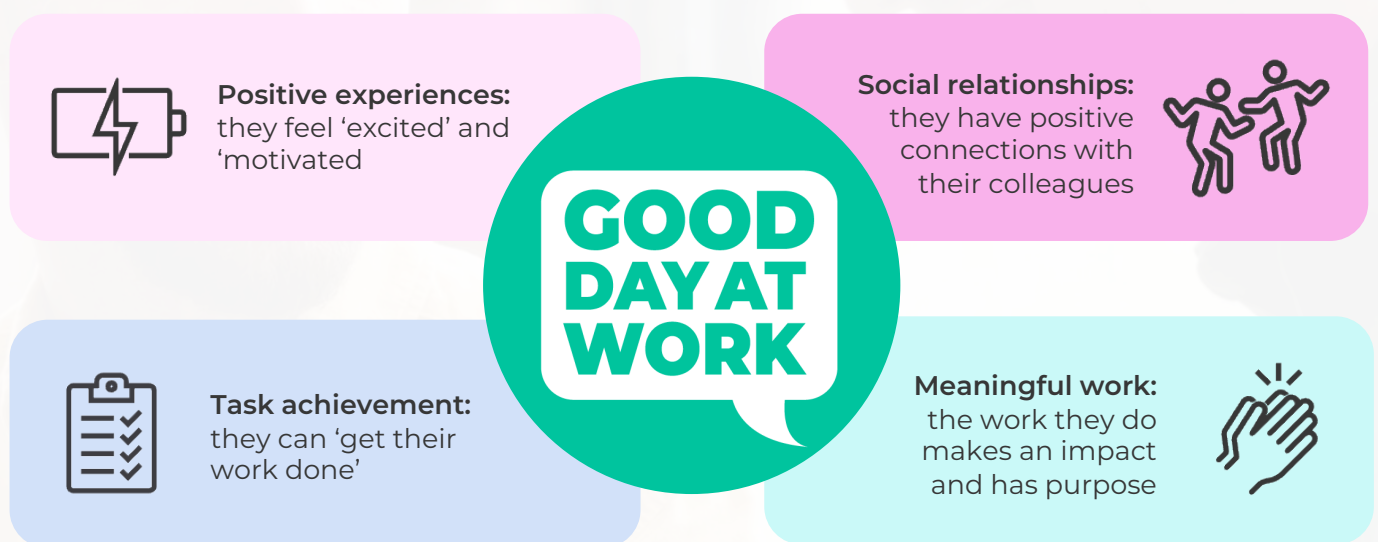 Positive experiences:
they feel ‘excited’ and
‘motivated
Social relationships:
they have positive
connections with
their colleagues
GOOD
DAY AT
WORK
Task achievement:
they can ‘get their
work done’
Meaningful work:
the work they do
makes an impact
and has purpose